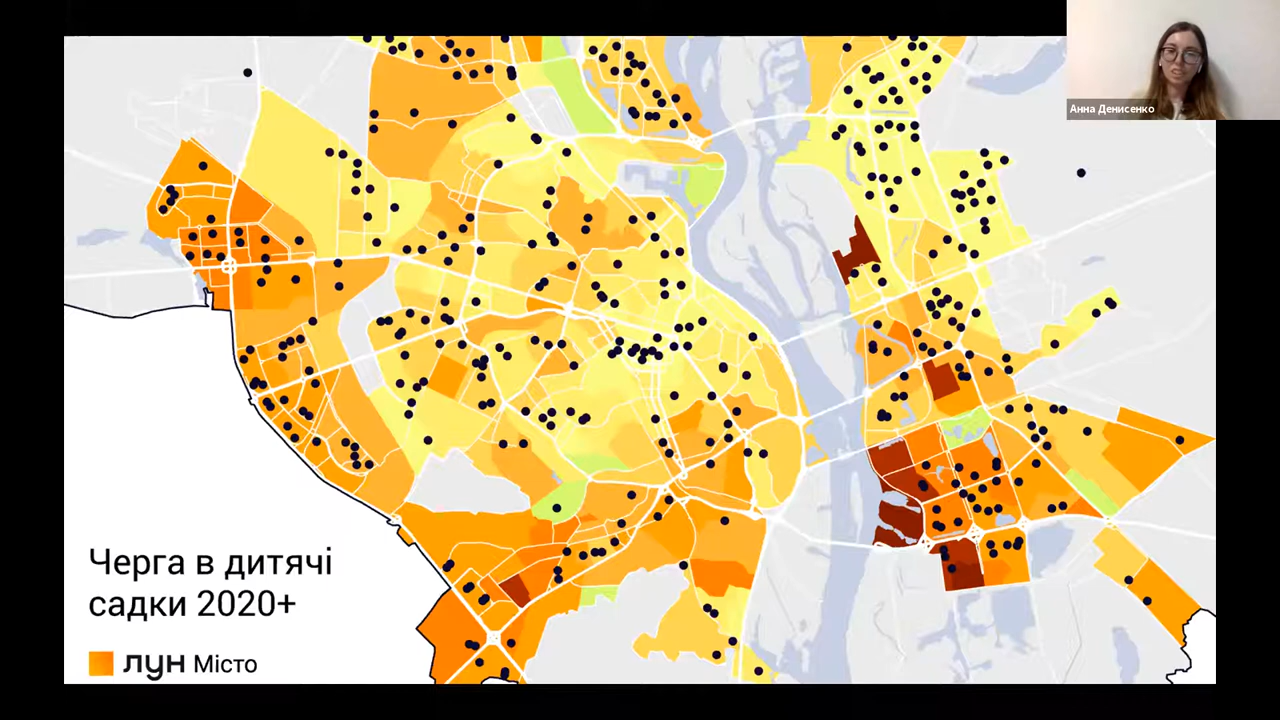 Анна Денисенко
Черга в дитячі
садки 2020+
лун Місто